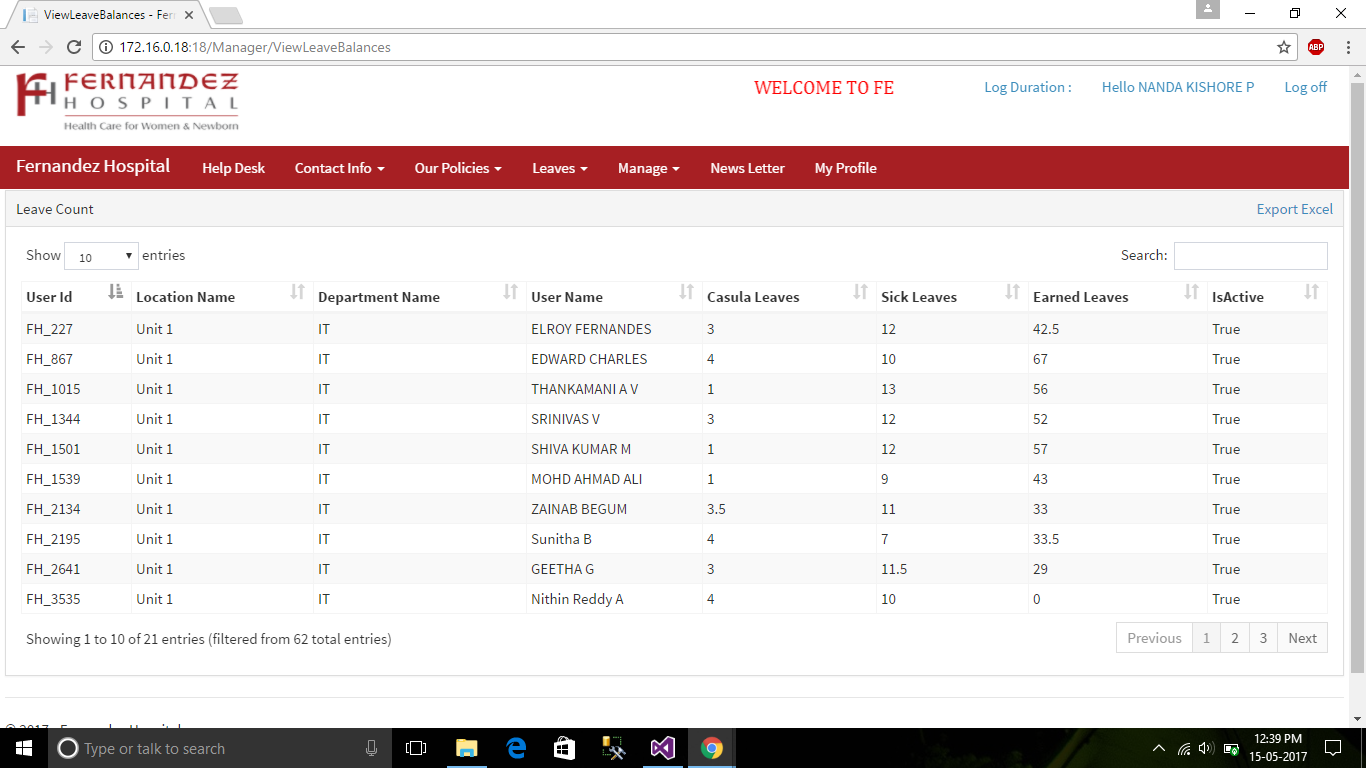 ViewLeaveBalances - Fer
172.16.0.18:18/Manager/ViewLeaveBalances
ABP
FERNANDEZ
HOSPITAL
Health Care for Women & Newborn
WELCOME TO FE
Log Duration :
Hello NANDA KISHORE P
Log off
Fernandez Hospital Help Desk Contact Info Our Policies Leaves Manage News Letter My Profile
Leave Count Export Excel
Show 10 entries Search:
User Id Location Name Department Name User Name Casula Leaves Sick Leaves Earned Leaves IsActive
FH_227 Unit 1 IT ELROY FERNANDES 3 12 42.5 True
FH_867 Unit 1 IT EDWARD CHARLES 4 10 67 True
FH_1015 Unit 1 IT THANKAMANI A V 1 13 56 True
FH_1344 Unit 1 IT SRINIVAS V 3 12 52 True
FH_1501 Unit 1 IT SHIVA KUMAR M 1 12 57 True
FH_1539 Unit 1 IT MOHD AHMAD ALI 1 9 43 True
FH_2134 Unit 1 IT ZAINAB BEGUM 3.5 11 33 True
FH_2195 Unit 1 IT Sunitha B 4 7 33.5 True
FH_2641 Unit 1 IT GEETHA G 3 11.5 29 True
FH_3535 Unit 1 IT Nithin Reddy A 4 10 0 True
Showing 1 to 10 of 21 entries (filtered from 62 total entries) Previous 1 2 3 Next
© 2017 - Fernandez Hospital
Type or talk to search
12:39 PM
15-05-2017